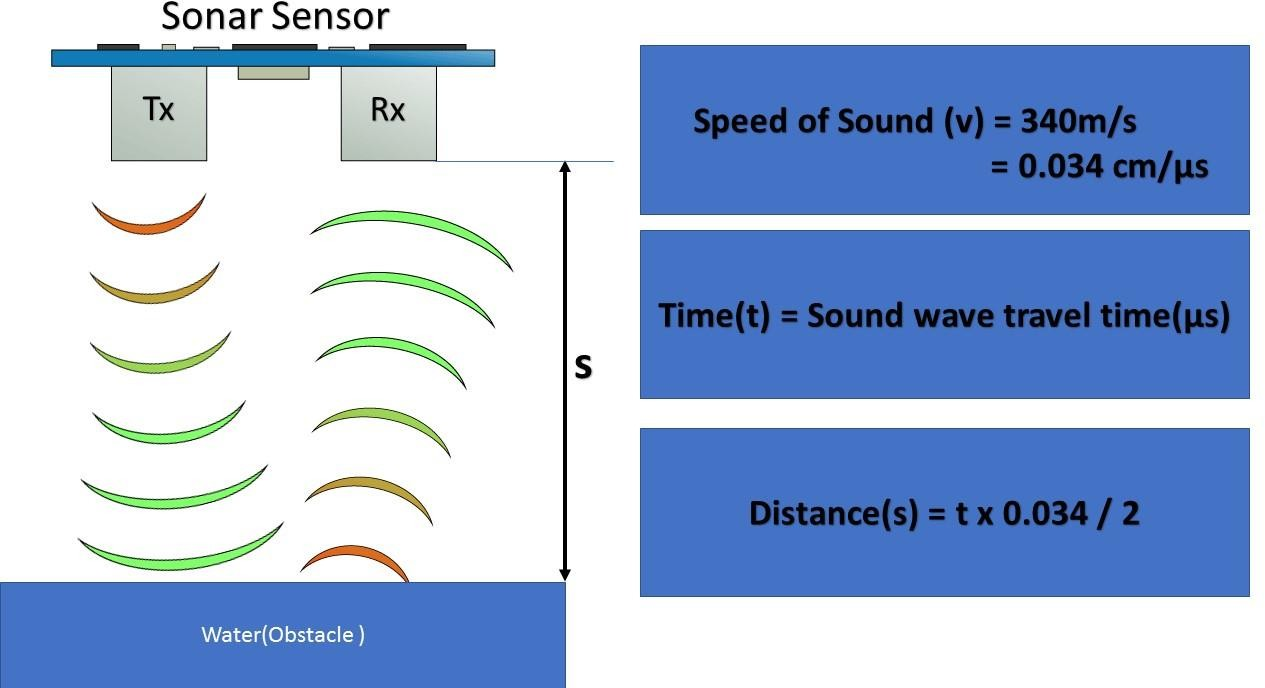 Sonar Sensor
Tx
Rx
s
Water(Obstacle )
Speed of Sound (v) = 340m/s
= 0.034 cm/µs
Time(t) = Sound wave travel time(µs)
Distance(s) = t x 0.034 / 2